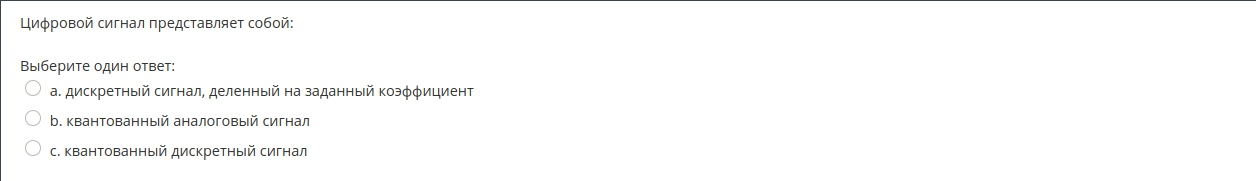 Цифровой сигнал представляет собой:
Выберите один ответ:
a. дискретный сигнал, деленный на заданный коэффициент
b. квантованный аналоговый сигнал
c. квантованный дискретный сигнал